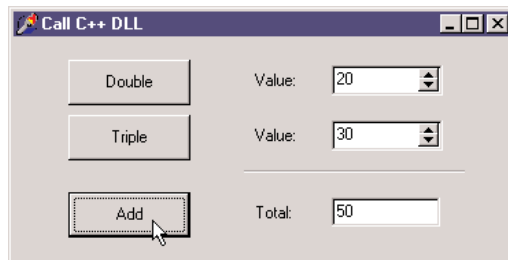 Call C++ DLL
Double Value: 20
Triple Value: 30
Add Total: 50